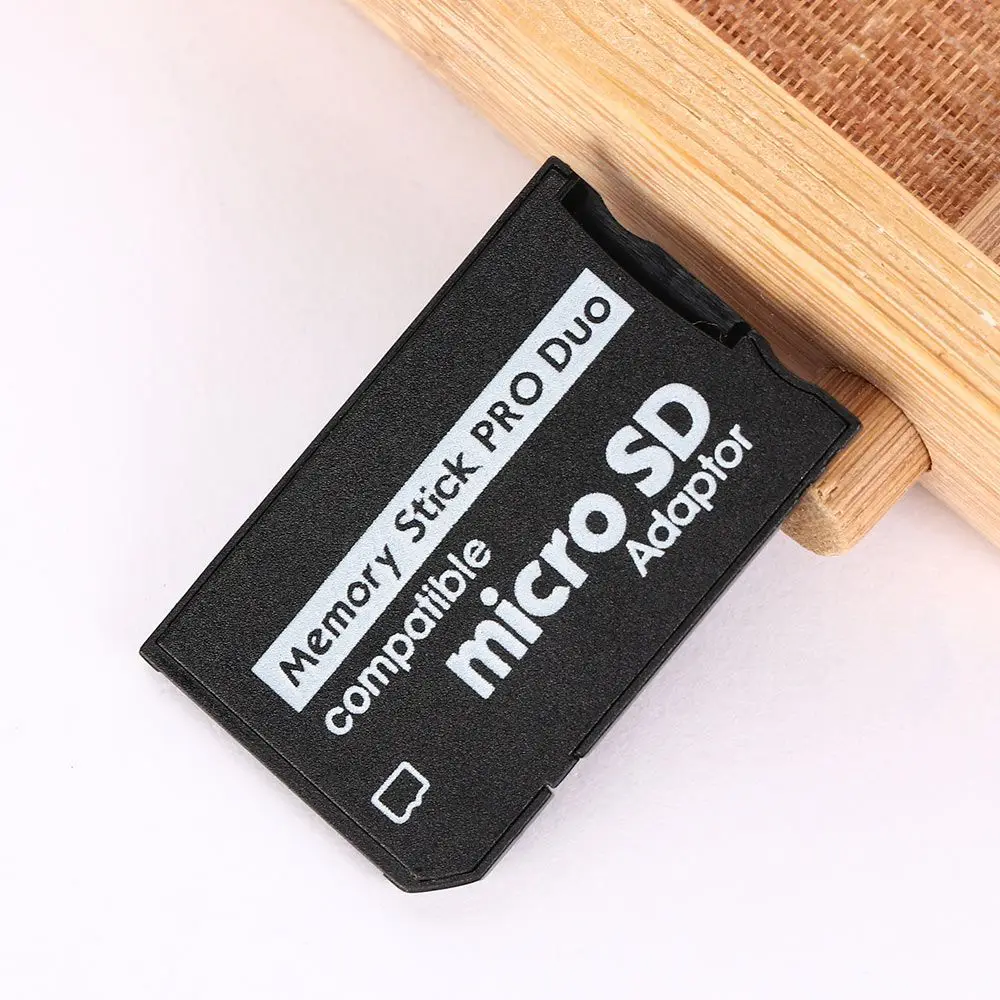 Memory Stick PRO Duo
compatible
micro SD
Adaptor